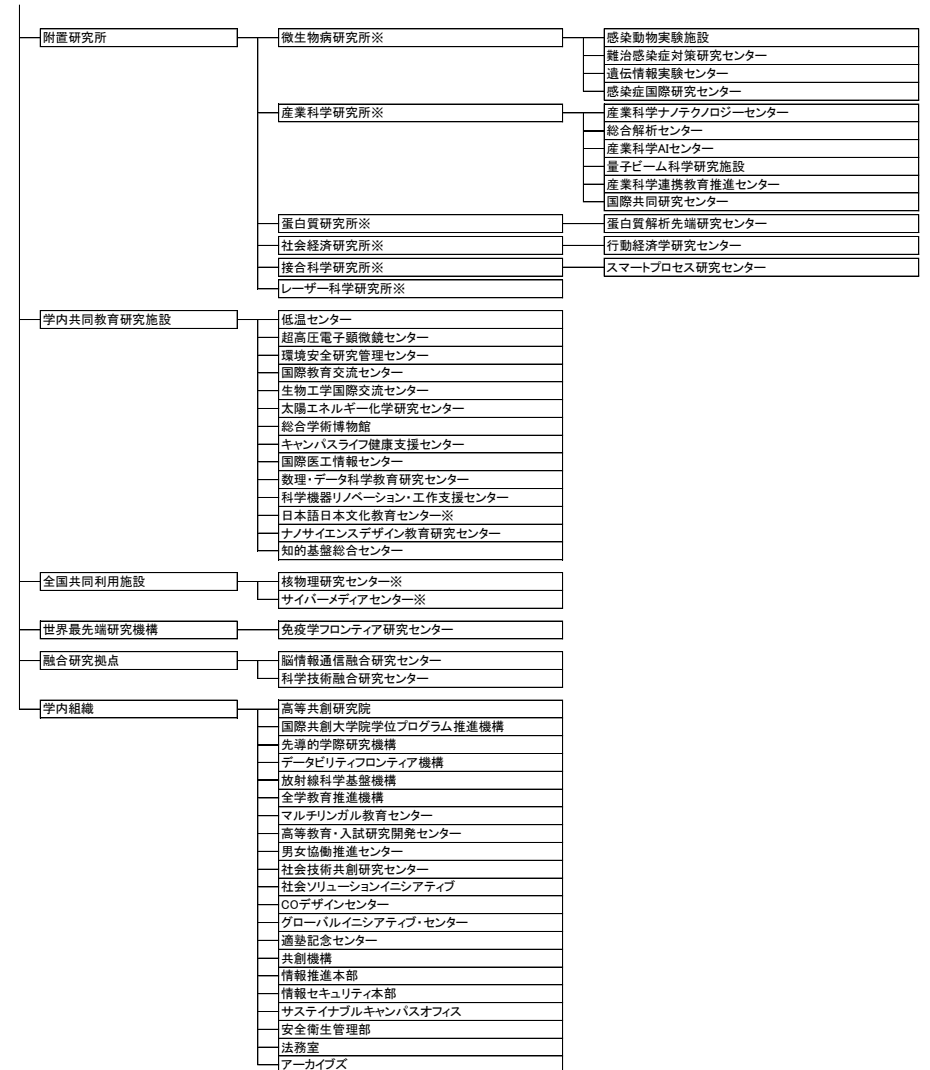 附置研究所
微生物病研究所※
感染動物実験施設
難治感染症対策研究センター
遺伝情報実験センター
感染症国際研究センター
産業科学研究所※
産業科学ナノテクノロジーセンター
総合解析センター
産業科学AIセンター
量子ビーム科学研究施設
産業科学連携教育推進センター
国際共同研究センター
蛋白質研究所※
蛋白質解析先端研究センター
社会経済研究所※
行動経済学研究センター
接合科学研究所※
スマートプロセス研究センター
レーザー科学研究所※
学内共同教育研究施設
低温センター
超高圧電子顕微鏡センター
環境安全研究管理センター
国際教育交流センター
生物工学国際交流センター
太陽エネルギー化学研究センター
総合学術博物館
キャンパスライフ健康支援センター
国際医工情報センター
数理・データ科学教育研究センター
科学機器リノベーション・工作支援センター
日本語日本文化教育センター※
ナノサイエンスデザイン教育研究センター
知的基盤総合センター
全国共同利用施設
核物理研究センター※
サイバーメディアセンター※
世界最先端研究機構
免疫学フロンティア研究センター
融合研究拠点
脳情報通信融合研究センター
科学技術融合研究センター
学内組織
高等共創研究院
国際共創大学院学位プログラム推進機構
先導的学際研究機構
データビリティフロンティア機構
放射線科学基盤機構
全学教育推進機構
マルチリンガル教育センター
高等教育・入試研究開発センター
男女協働推進センター
社会技術共創研究センター
社会ソリューションイニシアティブ
COデザインセンター
グローバルイニシアティブ・センター
適塾記念センター
共創機構
情報推進本部
情報セキュリティ本部
サステイナブルキャンパスオフィス
安全衛生管理部
法務室
アーカイブズ